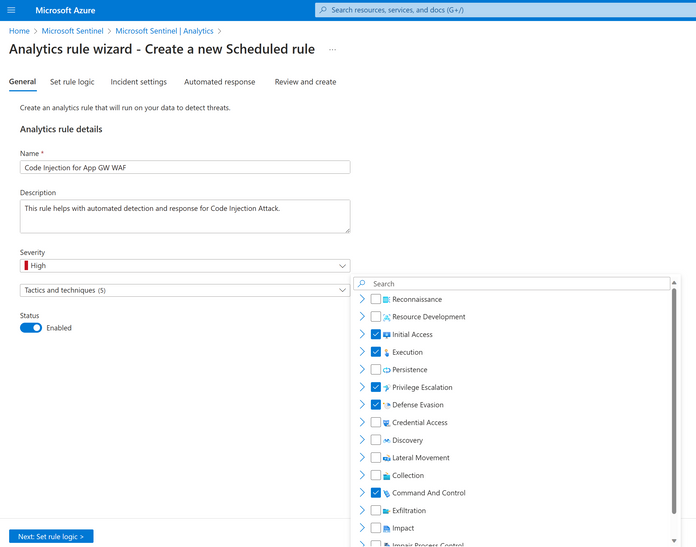 Microsoft Azure
Search resources, services, and docs (G+/)
Home > Microsoft Sentinel > Microsoft Sentinel | Analytics >
Analytics rule wizard - Create a new Scheduled rule ...
General Set rule logic Incident settings Automated response Review and create
Create an analytics rule that will run on your data to detect threats.
Analytics rule details
Name *
Code Injection for App GW WAF
Description
This rule helps with automated detection and response for Code Injection Attack.
Severity
High
Tactics and techniques (5)
Status
Enabled
Search
Reconnaissance
Resource Development
Initial Access
Execution
Persistence
Privilege Escalation
Defense Evasion
Credential Access
Discovery
Lateral Movement
Collection
Command And Control
Exfiltration
Impact
Impair Process Control
Next: Set rule logic >